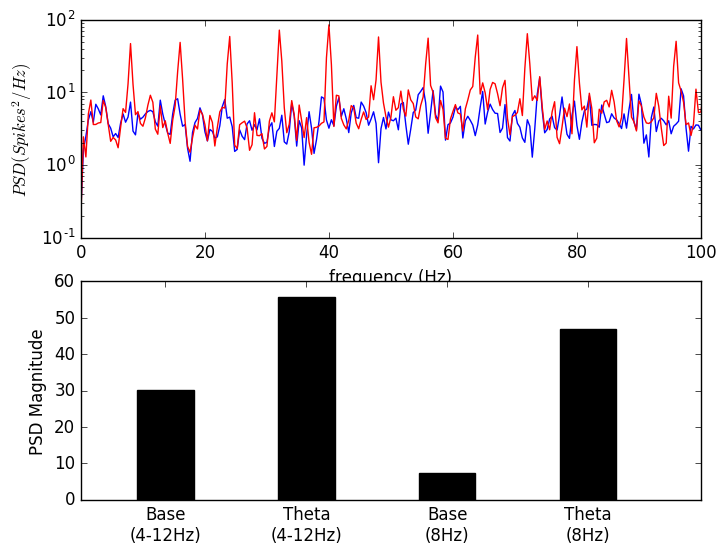 10^2
10^1
10^0
10^-1
PSD(Spikes^2/Hz)
0 20 40 60 80 100
frequency (Hz)
60
50
40
30
20
10
0
PSD Magnitude
Base Theta Base Theta
(4-12Hz) (4-12Hz) (8Hz) (8Hz)